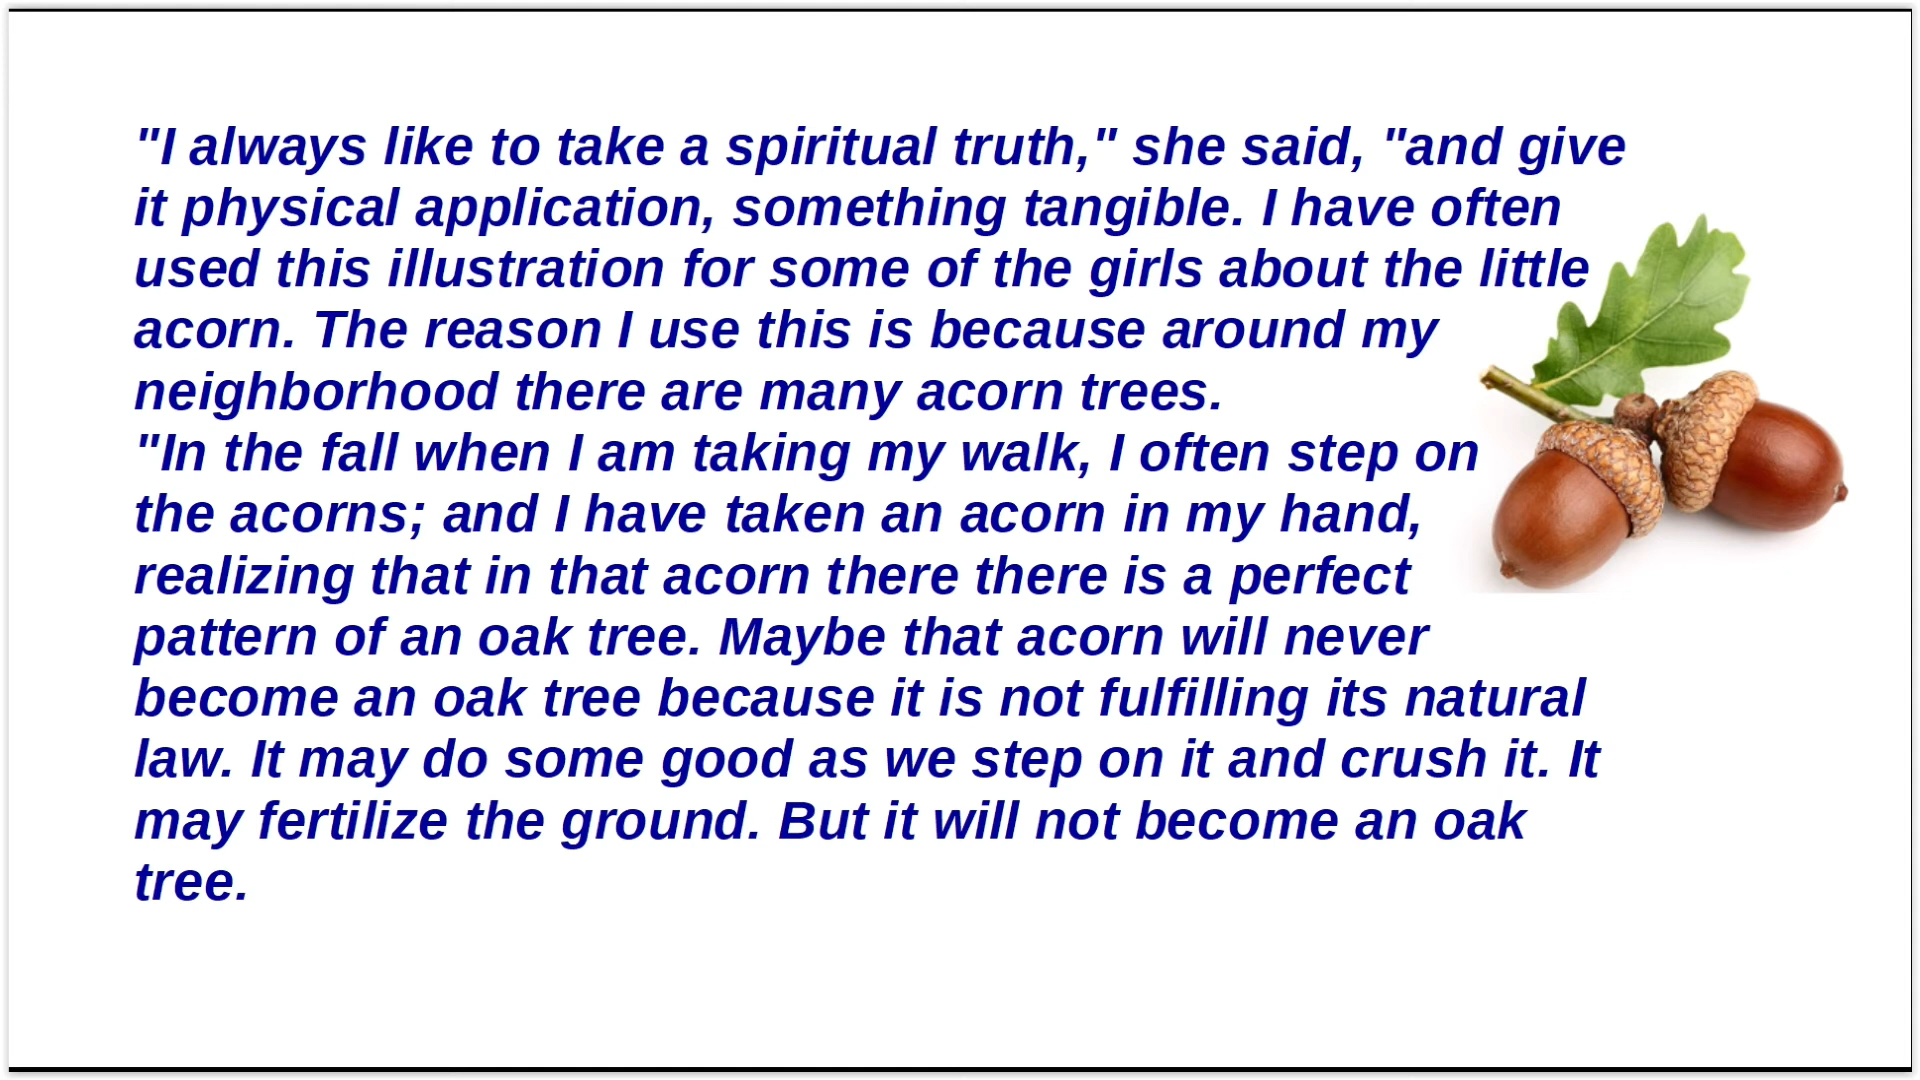 "I always like to take a spiritual truth," she said, "and give
it physical application, something tangible. I have often
used this illustration for some of the girls about the little
acorn. The reason I use this is because around my
neighborhood there are many acorn trees.
"In the fall when I am taking my walk, I often step on
the acorns; and I have taken an acorn in my hand,
realizing that in that acorn there there is a perfect
pattern of an oak tree. Maybe that acorn will never
become an oak tree because it is not fulfilling its natural
law. It may do some good as we step on it and crush it. It
may fertilize the ground. But it will not become an oak
tree.